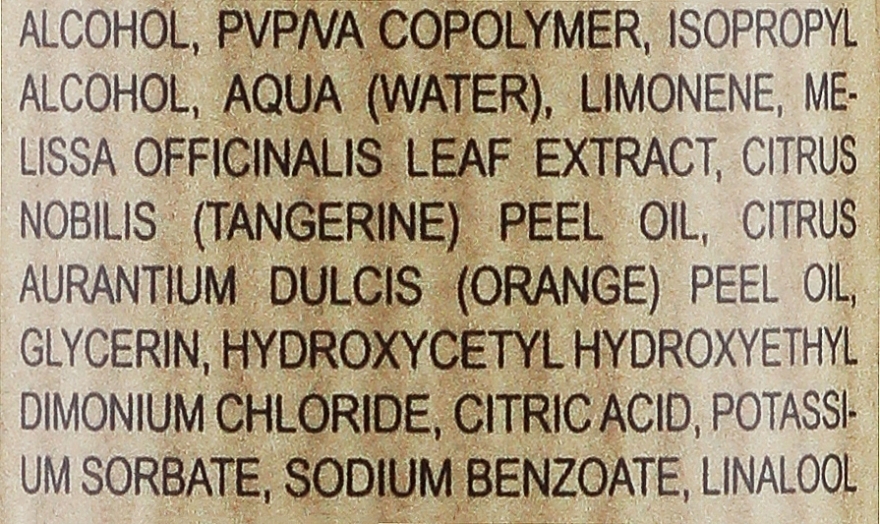 ALCOHOL, PVP/VA COPOLYMER, ISOPROPYL
ALCOHOL, AQUA (WATER), LIMONENE, ME-
LISSA OFFICINALIS LEAF EXTRACT, CITRUS
NOBILIS (TANGERINE) PEEL OIL, CITRUS
AURANTIUM DULCIS (ORANGE) PEEL OIL,
GLYCERIN, HYDROXYCETYL HYDROXYETHYL
DIMONIUM CHLORIDE, CITRIC ACID, POTASSI-
UM SORBATE, SODIUM BENZOATE, LINALOOL